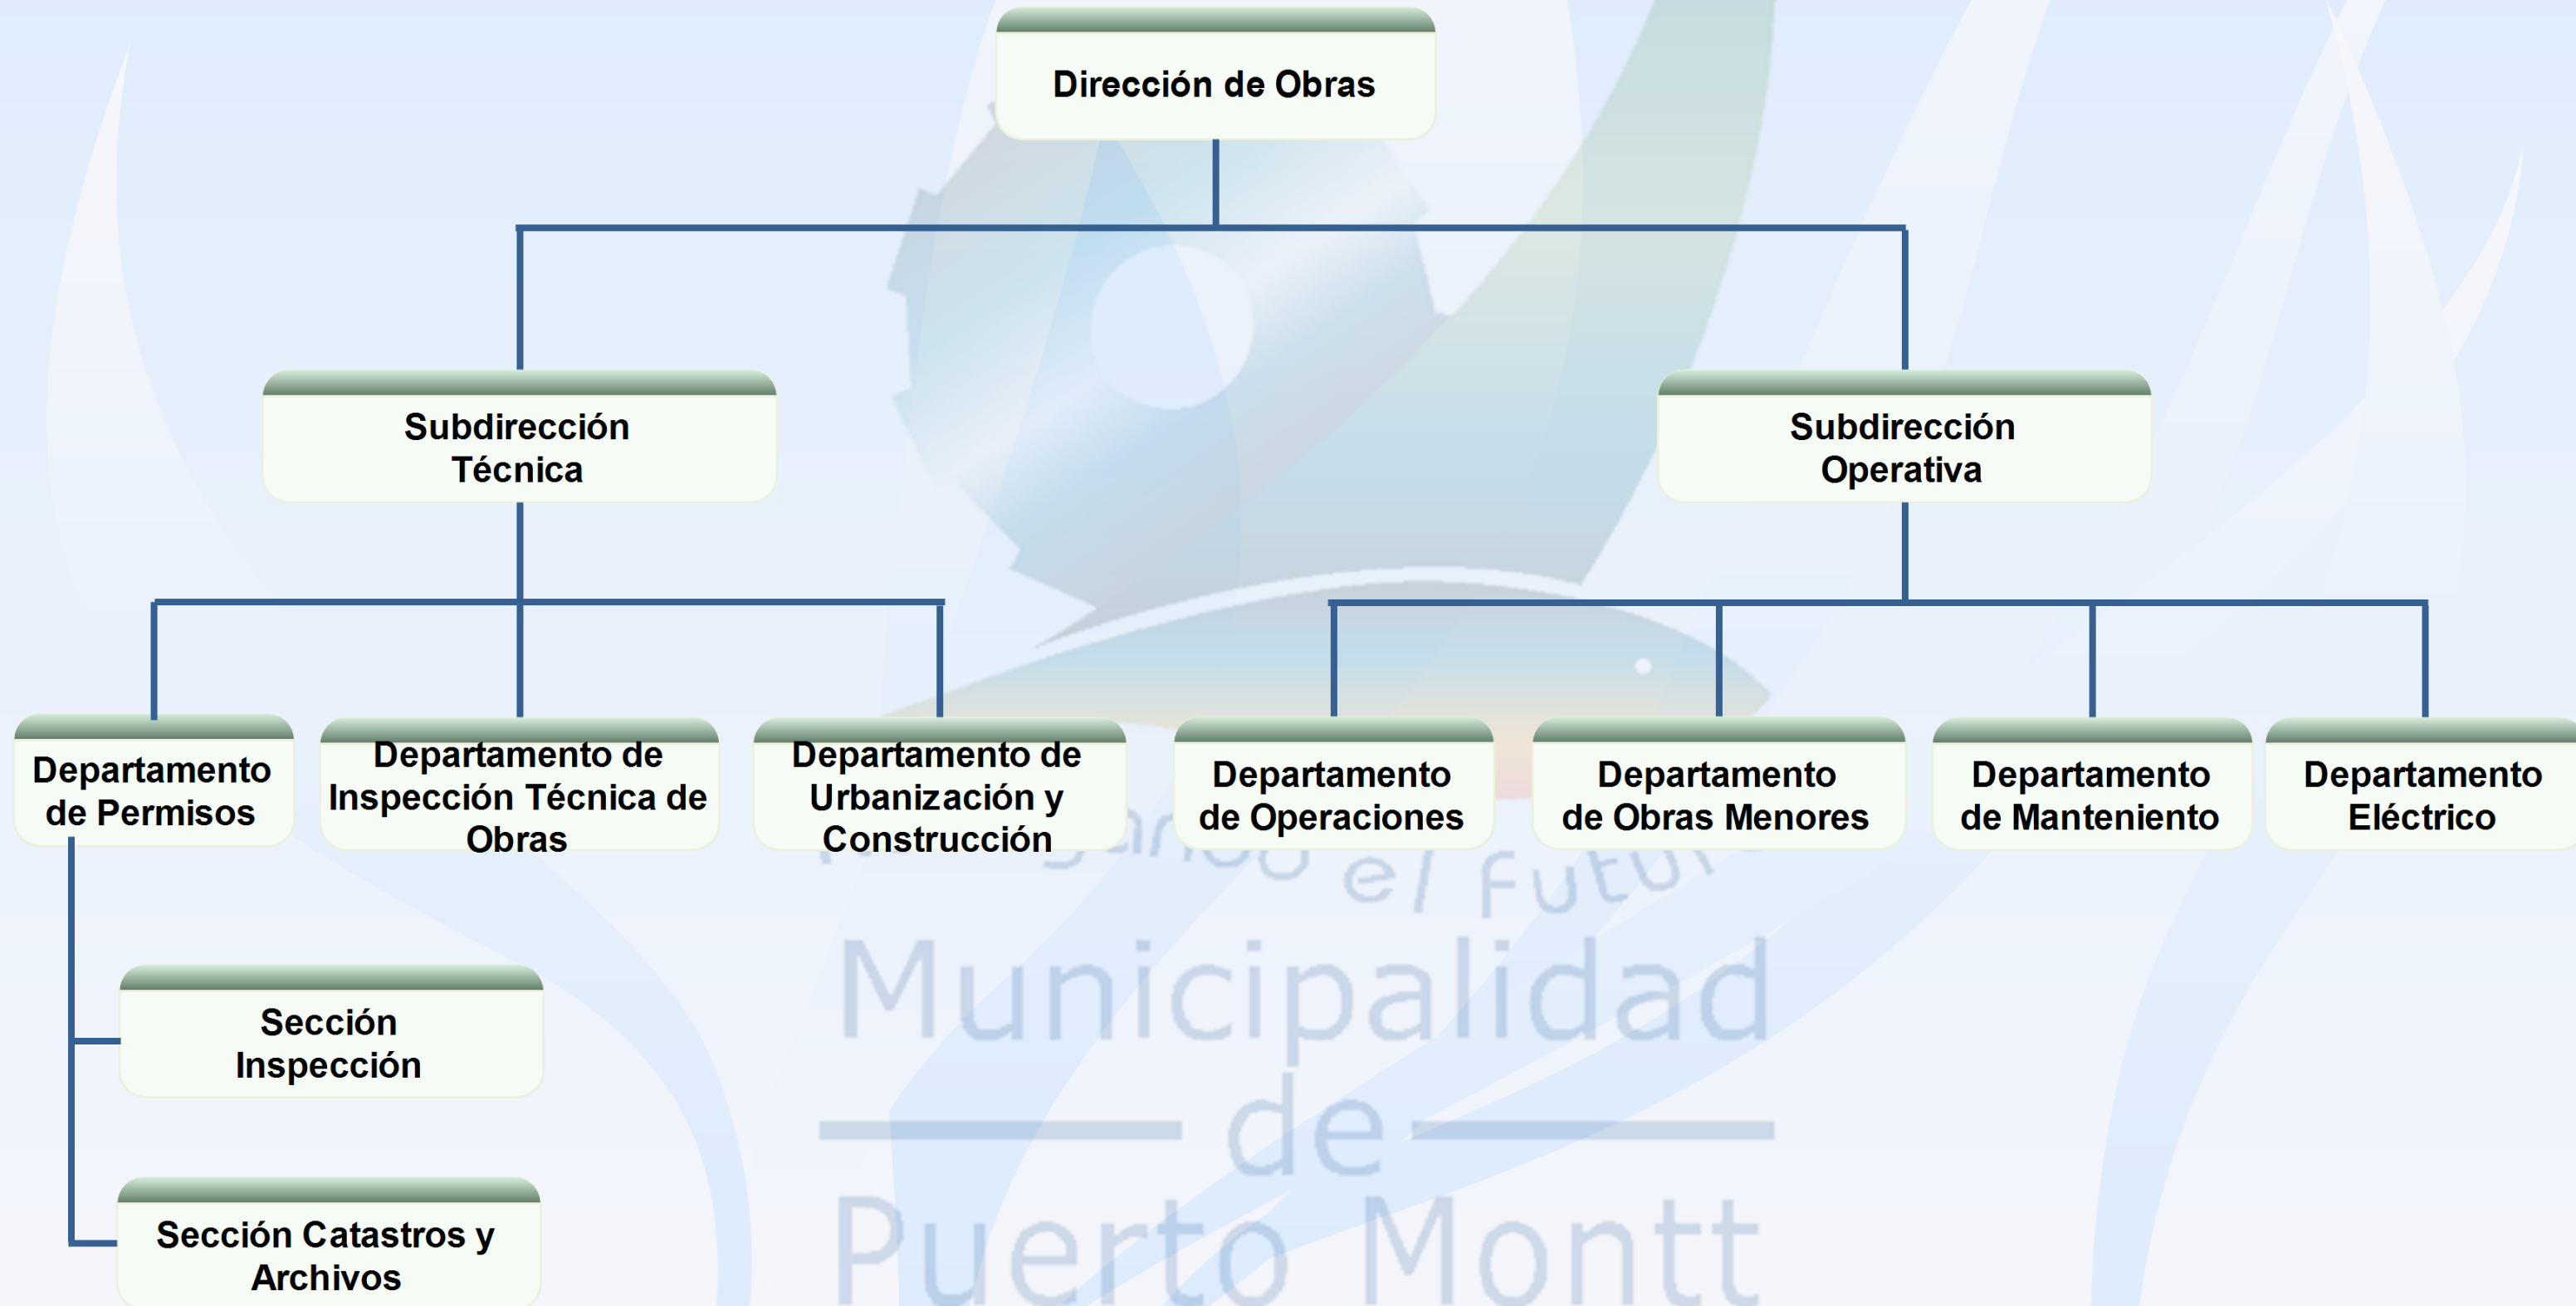 Dirección de Obras
Subdirección
Técnica
Subdirección
Operativa
Departamento
de Permisos
Departamento de
Inspección Técnica de
Obras
Departamento de
Urbanización y
Construcción
Departamento
de Operaciones
Departamento
de Obras Menores
Departamento
de Manteniento
Departamento
Eléctrico
Sección
Inspección
Sección Catastros y
Archivos
el Futuro
Municipalidad
de
Puerto Montt